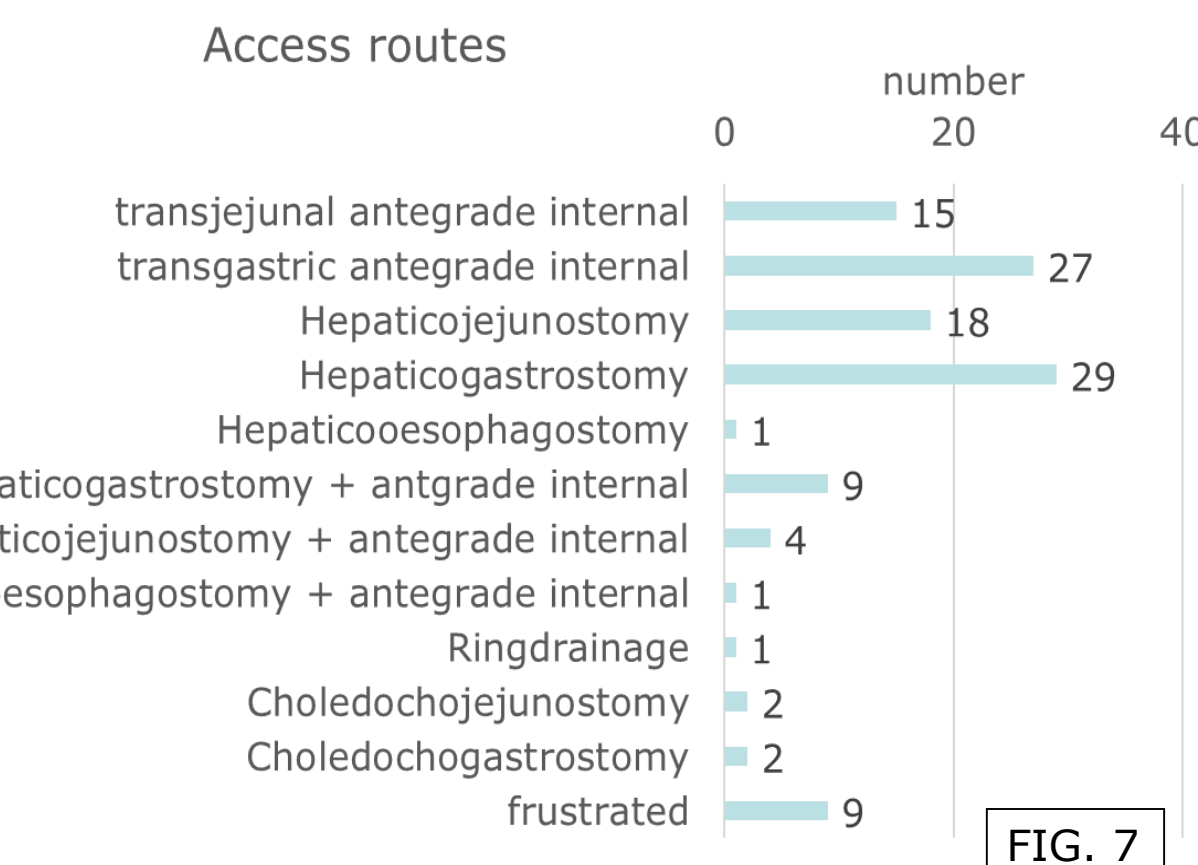 Access routes
number
0 20 40
transjejunal antegrade internal 15
transgastric antegrade internal 27
Hepaticojejunostomy 18
Hepaticogastrostomy 29
Hepaticooesophagostomy 1
aticogastrostomy + antgrade internal 9
ticojejunostomy + antegrade internal 4
esophagostomy + antegrade internal 1
Ringdrainage 1
Choledochojejunostomy 2
Choledochogastrostomy 2
frustrated 9
FIG. 7